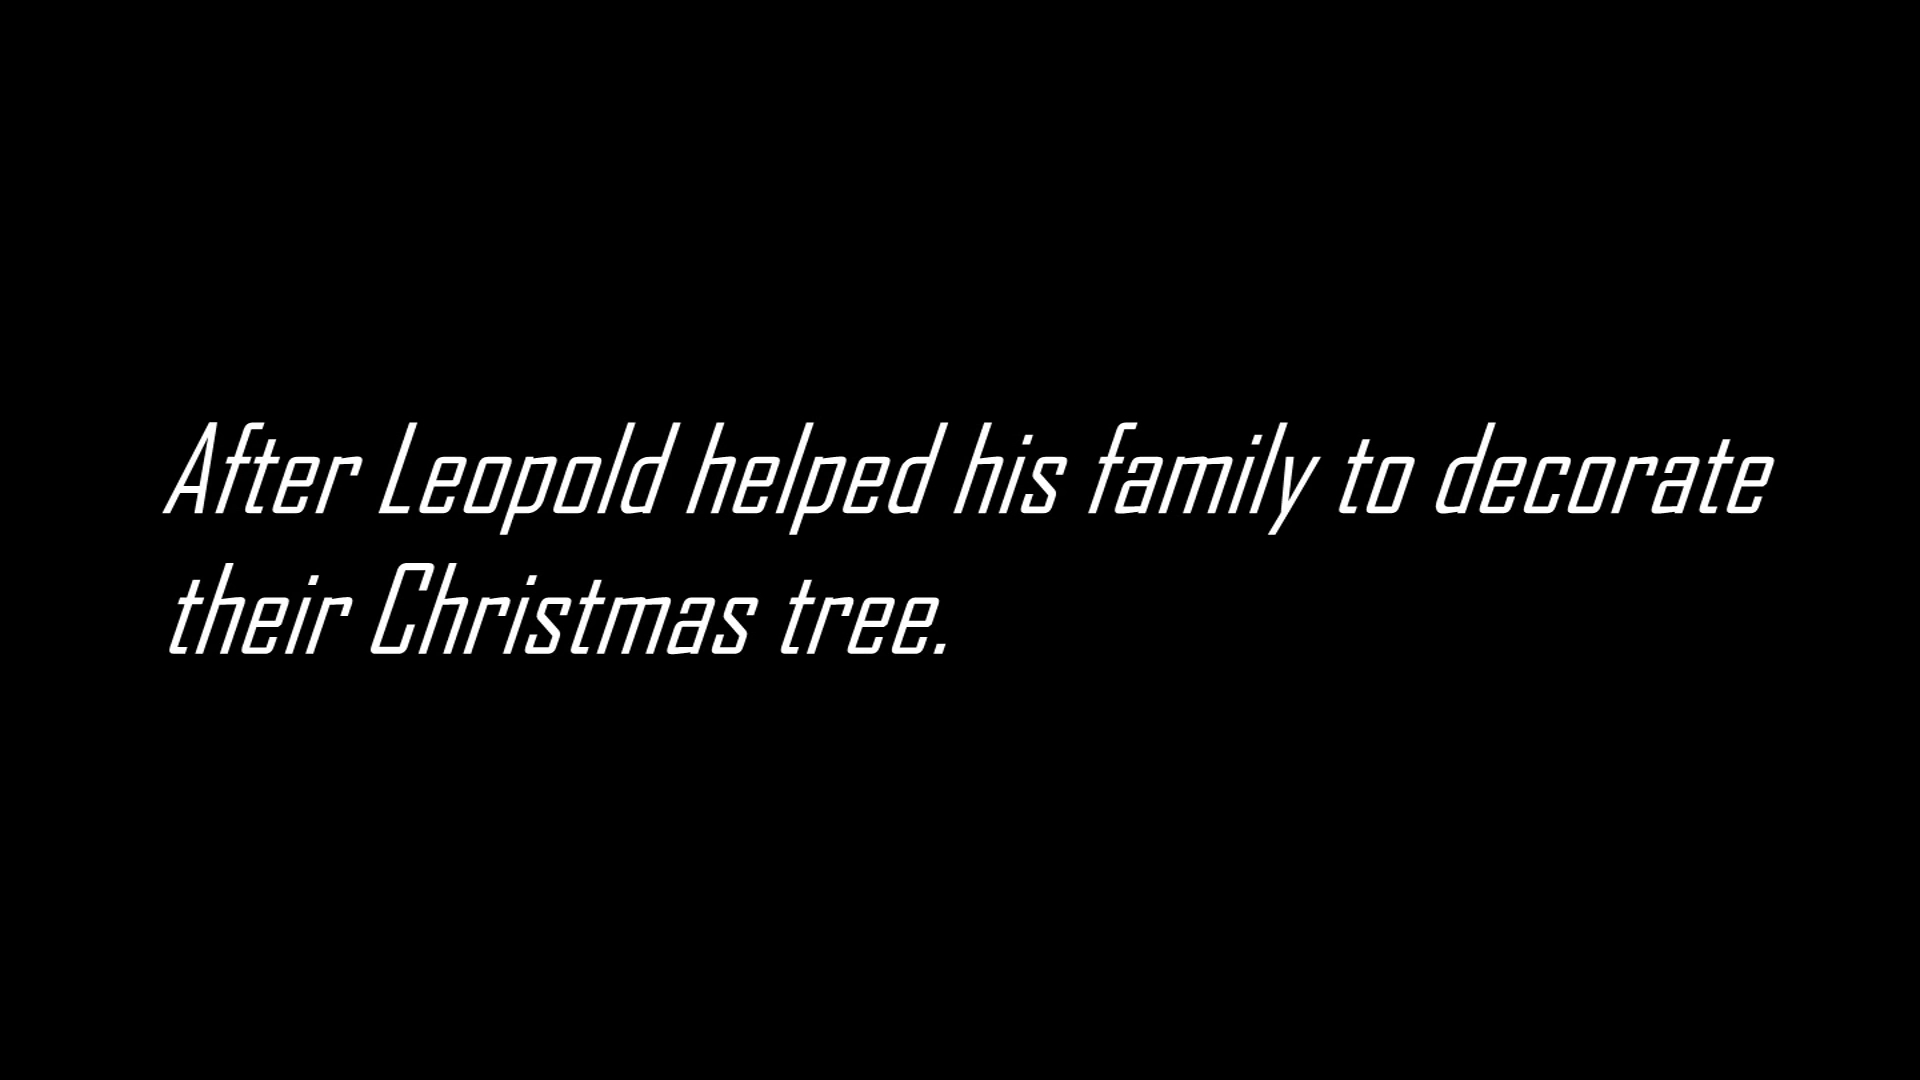 After Leopold helped his family to decorate
their Christmas tree.